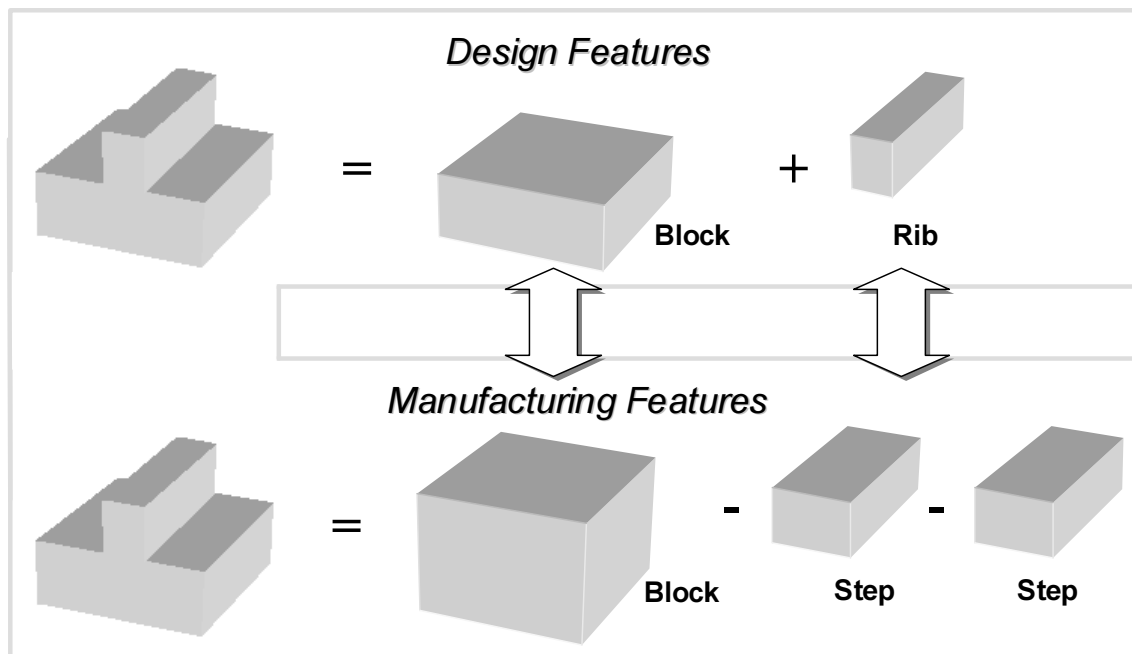 Design Features
=
+
Block
Rib
Manufacturing Features
=
-
-
Block
Step
Step